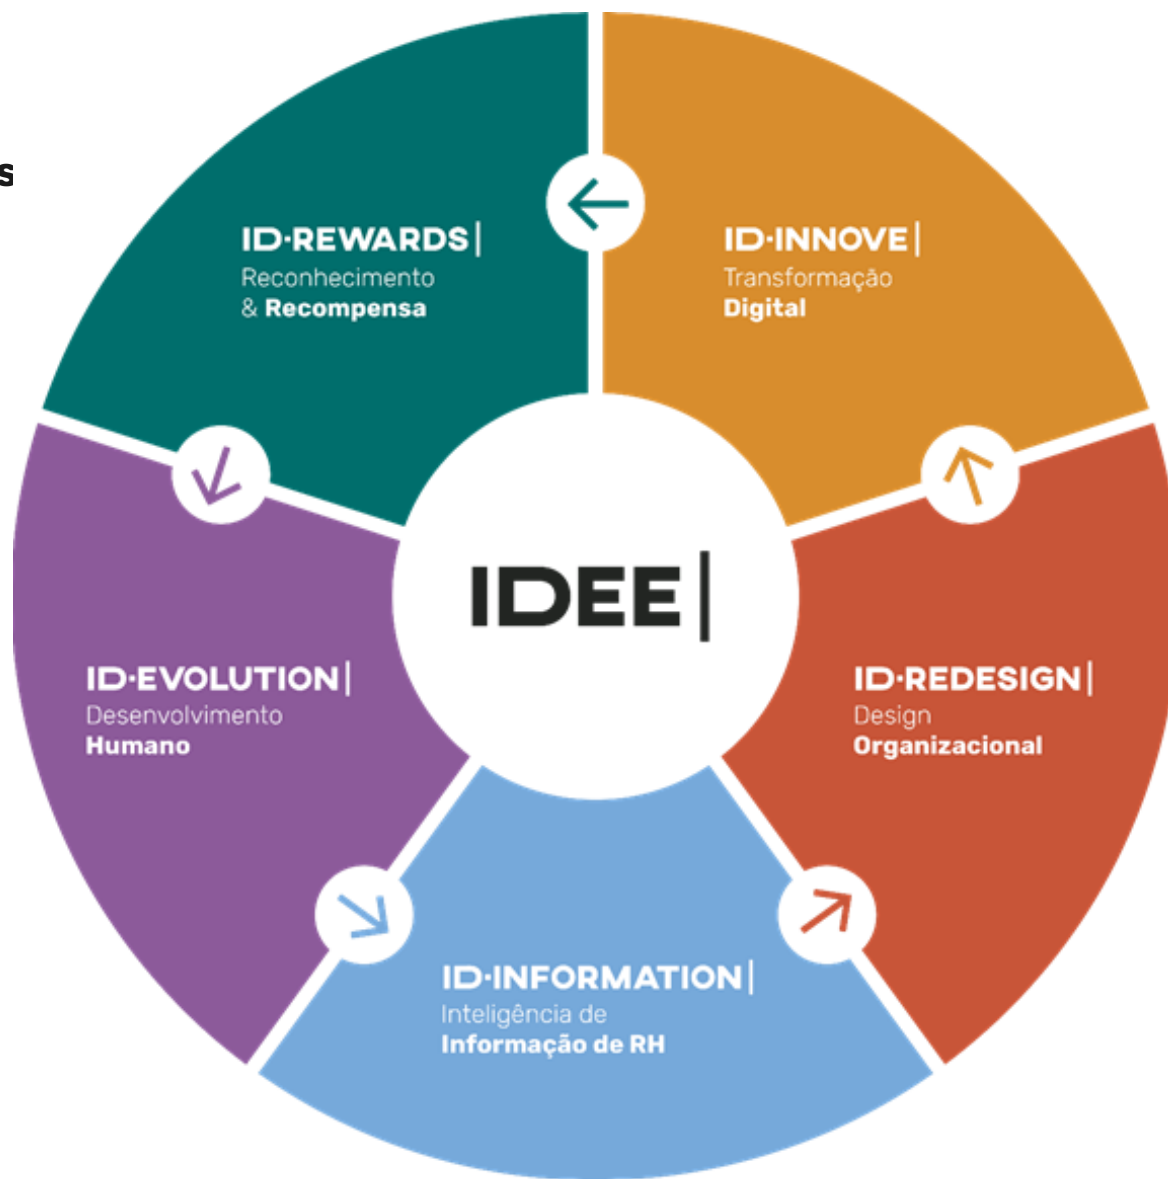 s
ID·REWARDS|
Reconhecimento
& Recompensa
ID·INNOVE|
Transformação
Digital
IDEE|
ID·EVOLUTION|
Desenvolvimento
Humano
ID·REDESIGN|
Design
Organizacional
ID·INFORMATION|
Inteligência de
Informação de RH